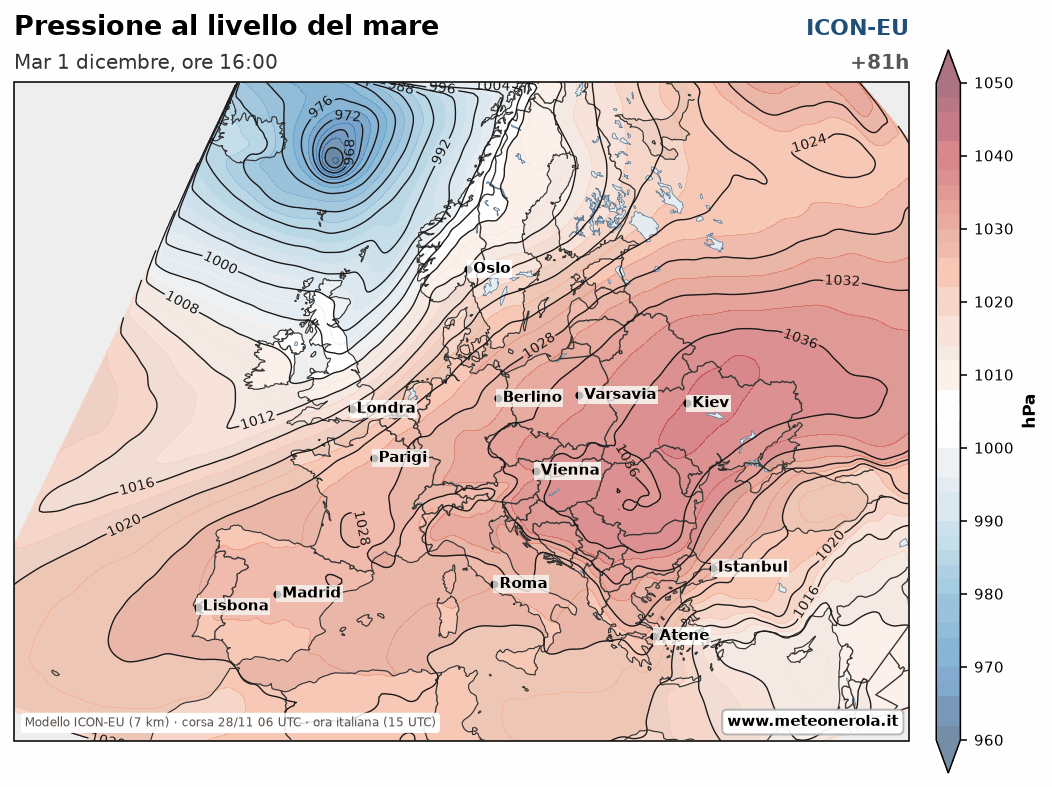 Pressione al livello del mare
ICON-EU
Mar 1 dicembre, ore 16:00
+81h
976
988
996
1004
972
968
992
1024
1000
1008
1032
1036
1028
1012
1016
1020
1036
1028
1020
1016
Oslo
Londra
Berlino
Varsavia
Kiev
Parigi
Vienna
Istanbul
Roma
Madrid
Lisbona
Atene
1050
1040
1030
1020
1010
1000
990
980
970
960
hPa
Modello ICON-EU (7 km) · corsa 28/11 06 UTC · ora italiana (15 UTC)
www.meteonerola.it